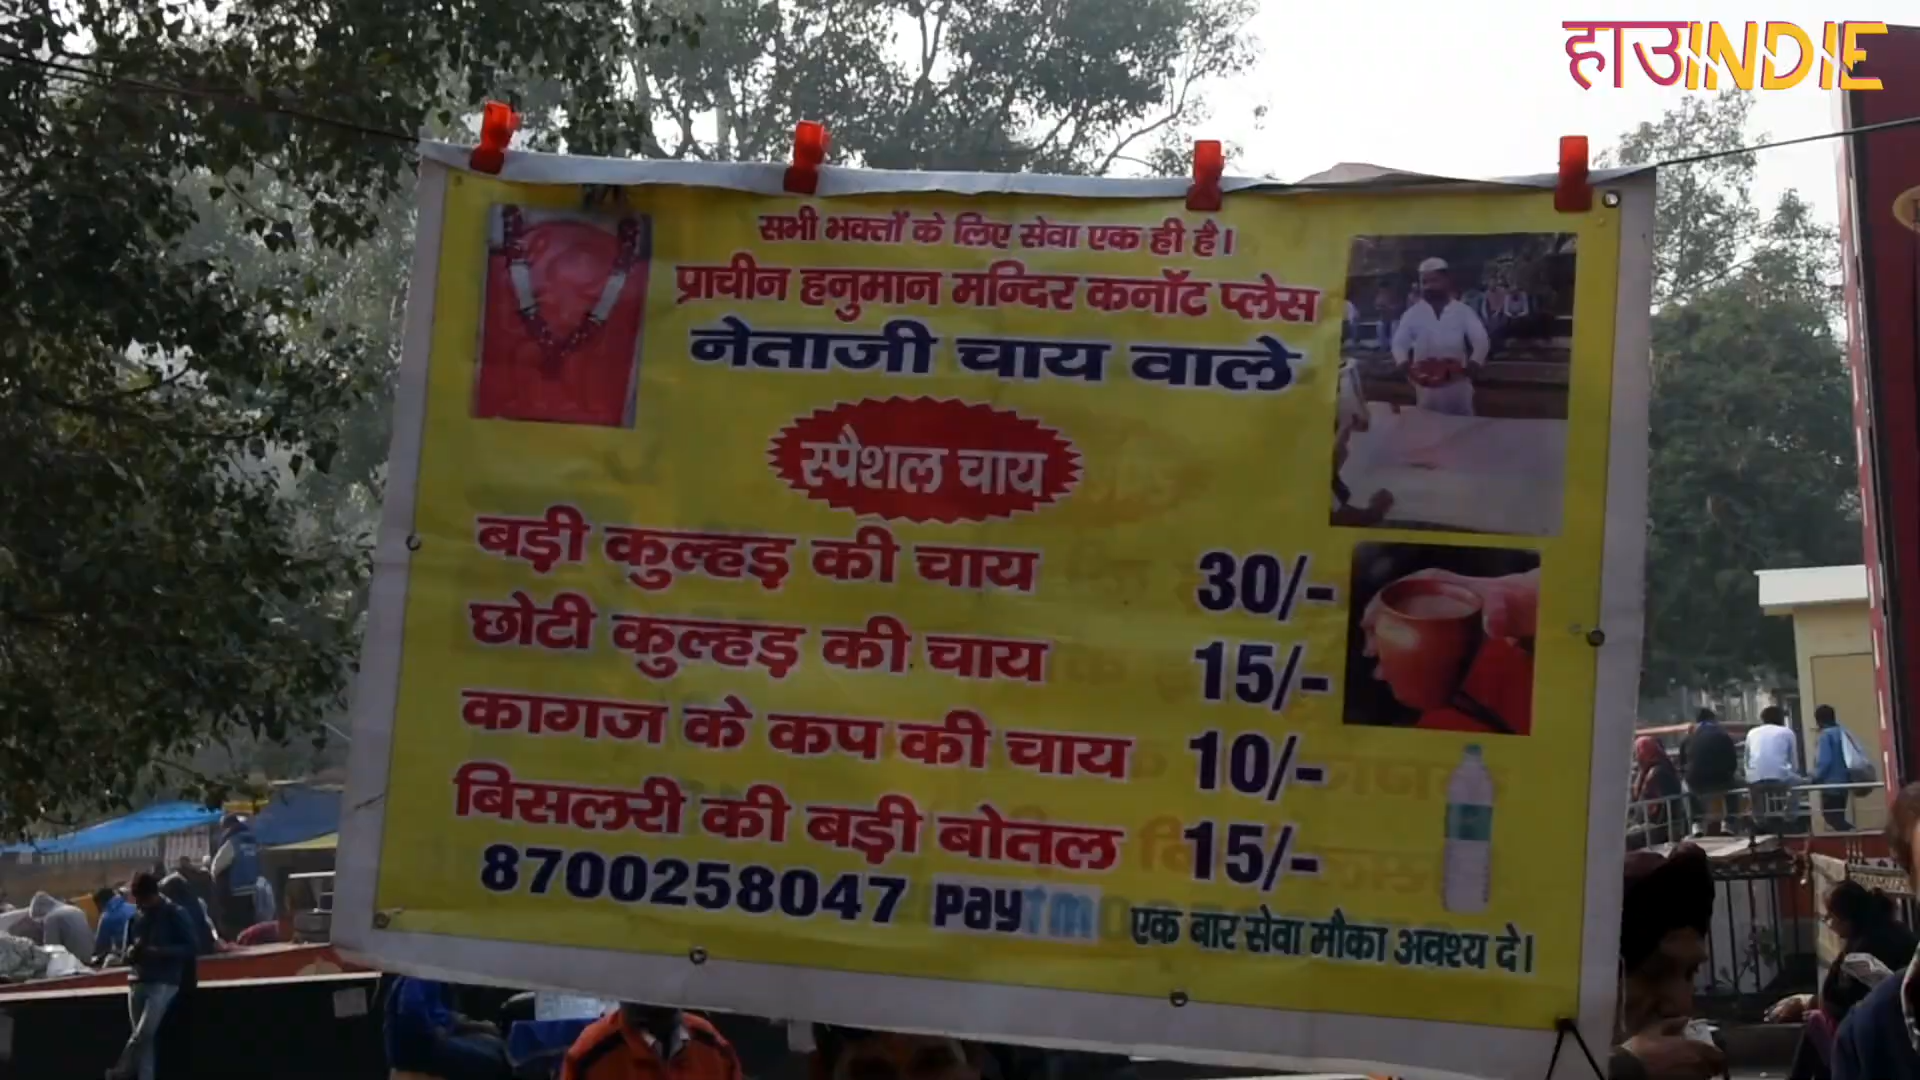 हाउINDIE
सभी भक्तों के लिए सेवा एक ही है।
प्राचीन हनुमान मन्दिर कनॉट प्लेस
नेताजी चाय वाले
स्पैशल चाय
बड़ी कुल्हड़ की चाय 30/-
छोटी कुल्हड़ की चाय 15/-
कागज के कप की चाय 10/-
बिसलरी की बड़ी बोतल 15/-
8700258047 paytm
एक बार सेवा मौका अवश्य दे।